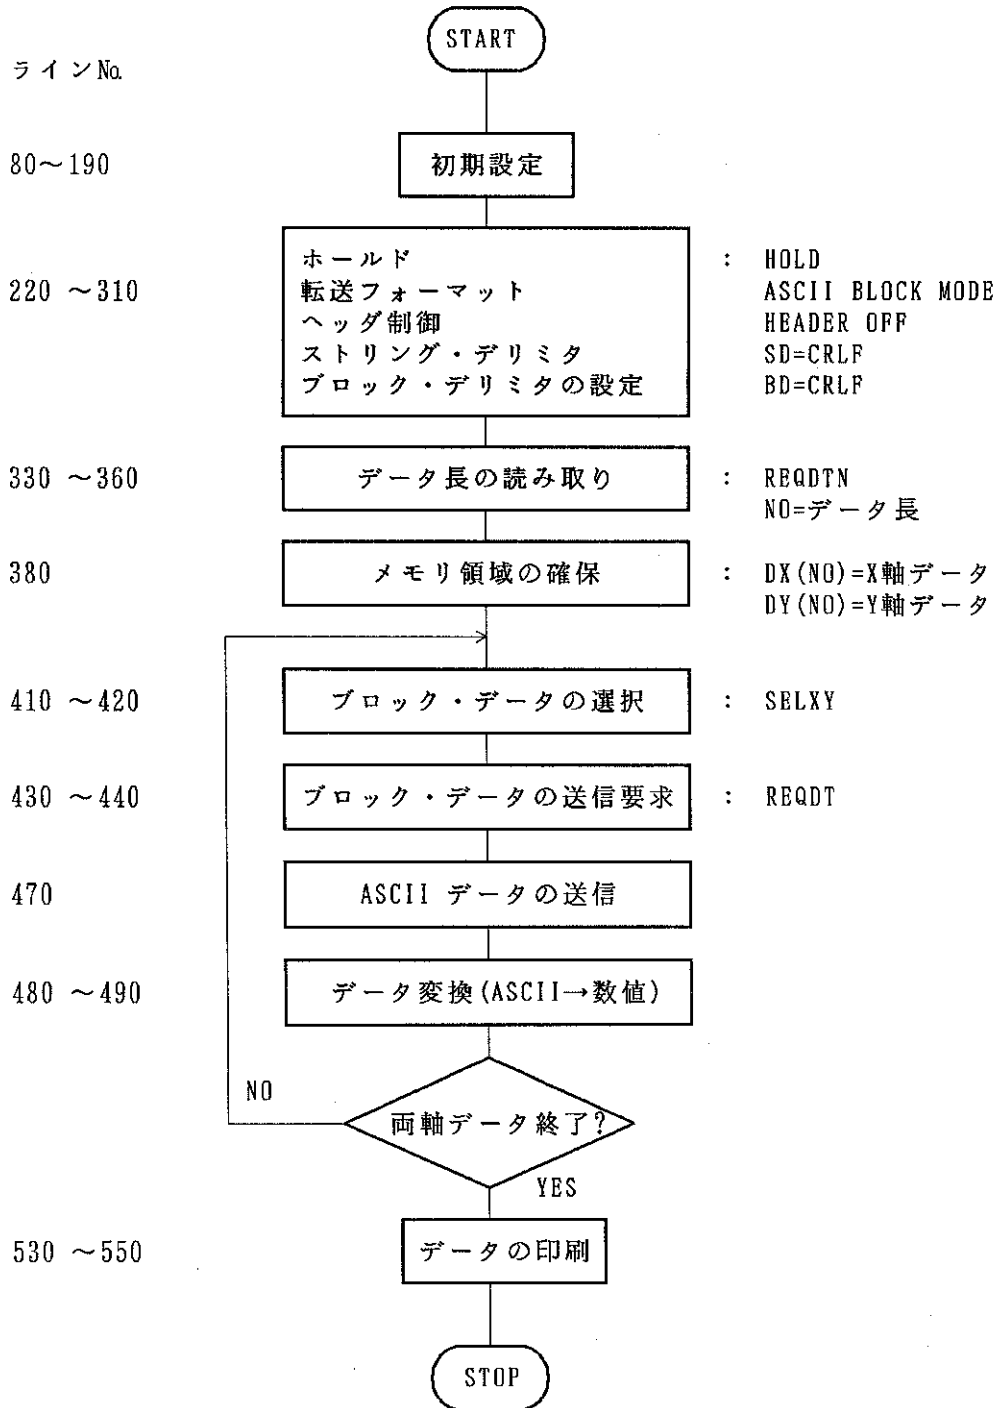 START
ラインNo.
80～190
初期設定
220 ～310
ホールド : HOLD
転送フォーマット ASCII BLOCK MODE
ヘッダ制御 HEADER OFF
ストリング・デリミタ SD=CRLF
ブロック・デリミタの設定 BD=CRLF
330 ～360
データ長の読み取り : REQDTN
NO=データ長
380
メモリ領域の確保 : DX(NO)=X軸データ
DY(NO)=Y軸データ
410 ～420
ブロック・データの選択 : SELXY
430 ～440
ブロック・データの送信要求 : REQDT
470
ASCII データの送信
480 ～490
データ変換(ASCII→数値)
NO
両軸データ終了?
YES
530 ～550
データの印刷
STOP